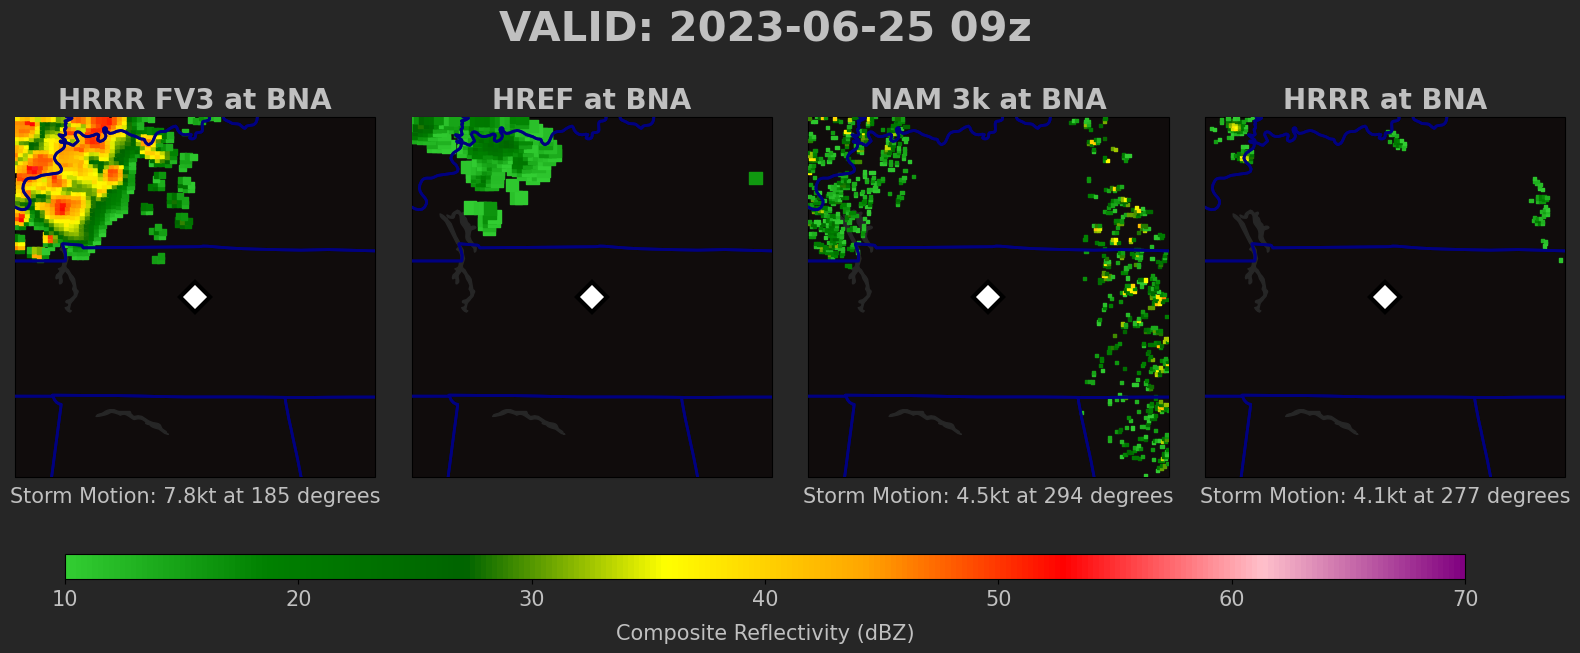 VALID: 2023-06-25 09z
HRRR FV3 at BNA
HREF at BNA
NAM 3k at BNA
HRRR at BNA
Storm Motion: 7.8kt at 185 degrees
Storm Motion: 4.5kt at 294 degrees
Storm Motion: 4.1kt at 277 degrees
10 20 30 40 50 60 70
Composite Reflectivity (dBZ)